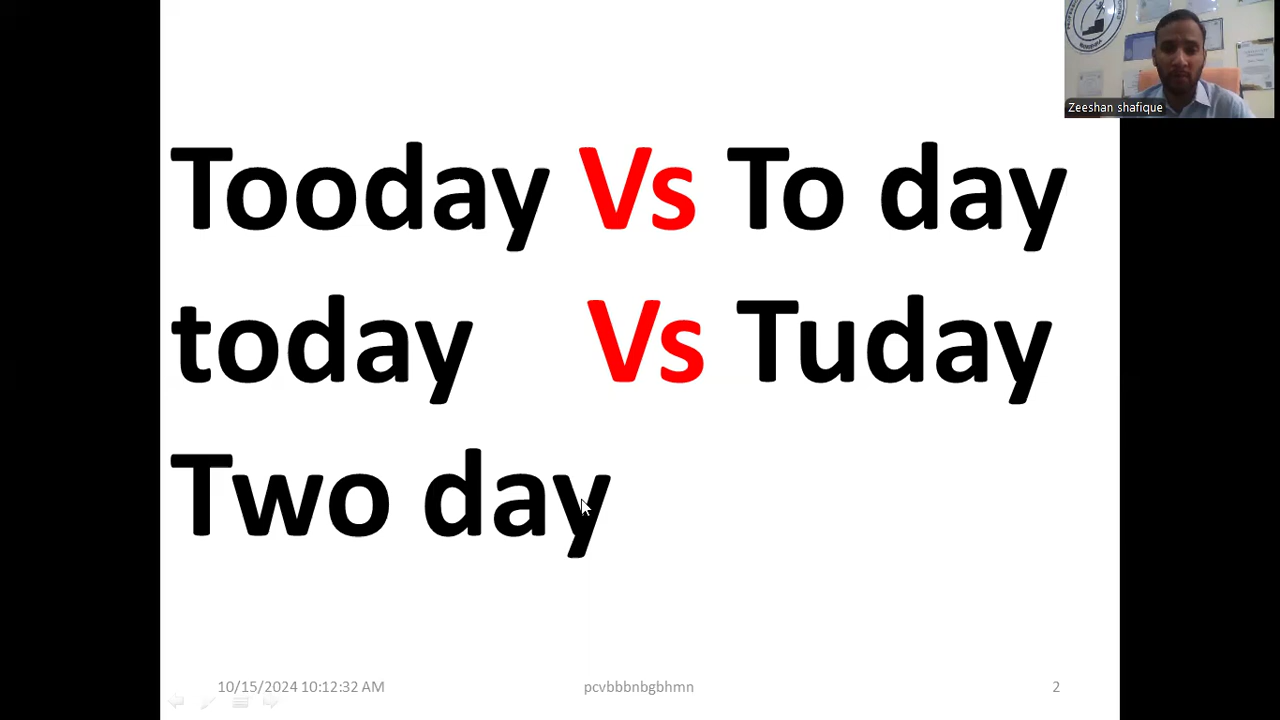 Zeeshan shafique
Tooday Vs To day
today Vs Tuday
Two day
10/15/2024 10:12:32 AM pcvbbbnbgbhmn 2